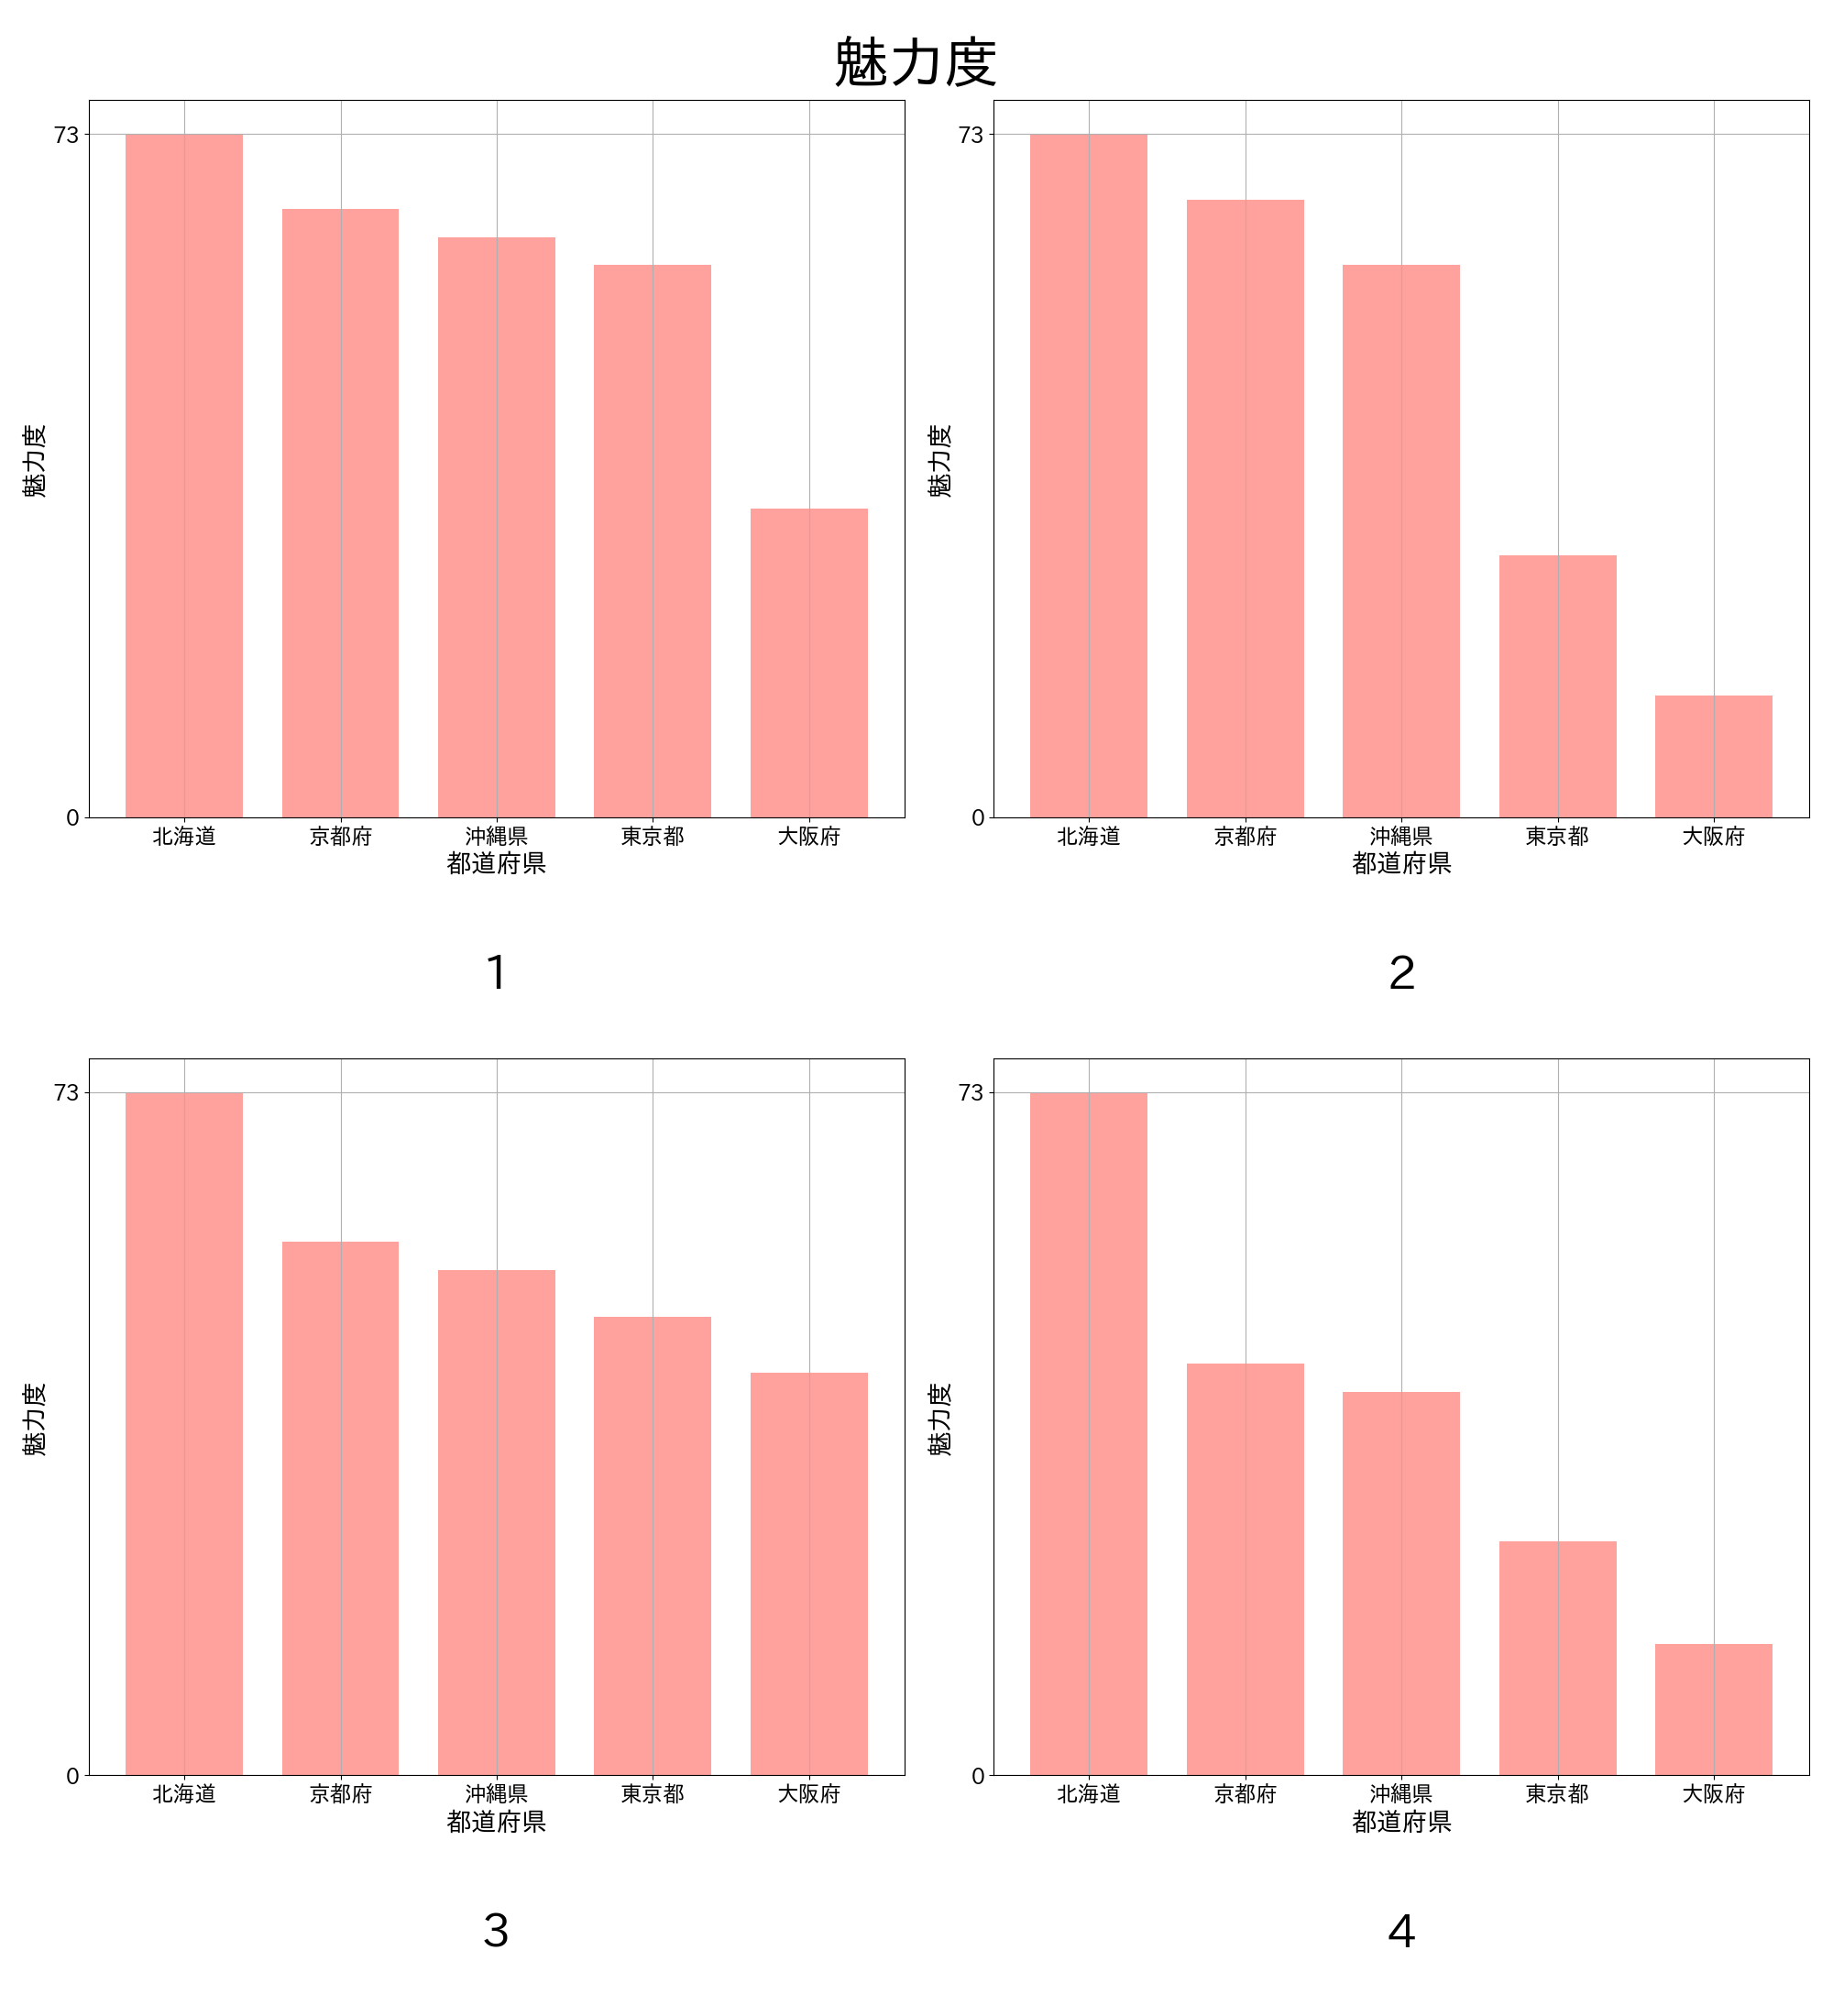 魅力度
73
0
魅力度
北海道 京都府 沖縄県 東京都 大阪府
都道府県
1
73
0
魅力度
北海道 京都府 沖縄県 東京都 大阪府
都道府県
2
73
0
魅力度
北海道 京都府 沖縄県 東京都 大阪府
都道府県
3
73
0
魅力度
北海道 京都府 沖縄県 東京都 大阪府
都道府県
4